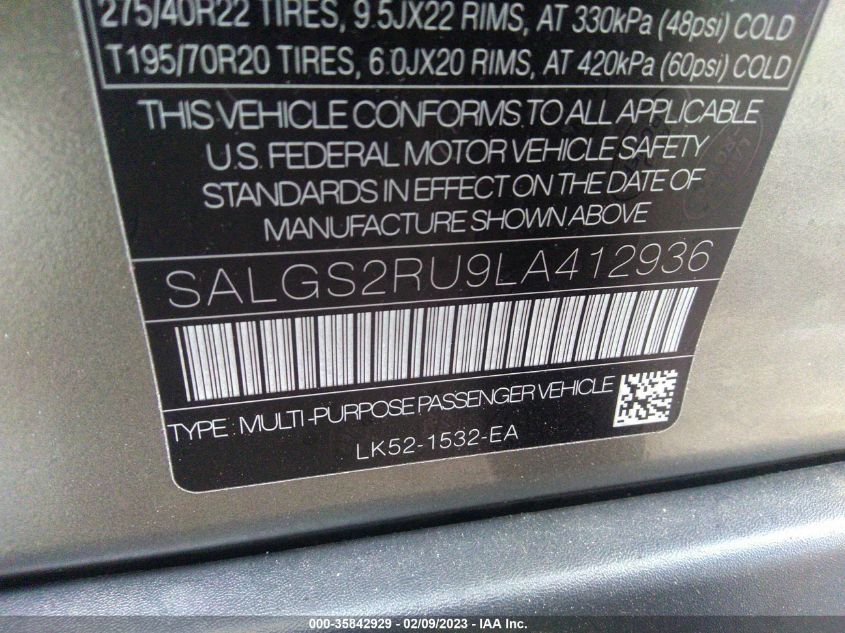 275/40R22 TIRES, 9.5JX22 RIMS, AT 330kPa (48psi) COLD
T195/70R20 TIRES, 6.0JX20 RIMS, AT 420kPa (60psi) COLD
THIS VEHICLE CONFORMS TO ALL APPLICABLE
U.S. FEDERAL MOTOR VEHICLE SAFETY
STANDARDS IN EFFECT ON THE DATE OF
MANUFACTURE SHOWN ABOVE
SALGS2RU9LA412936
TYPE: MULTI-PURPOSE PASSENGER VEHICLE
LK52-1532-EA
000-35842929 - 02/09/2023 - IAA Inc.